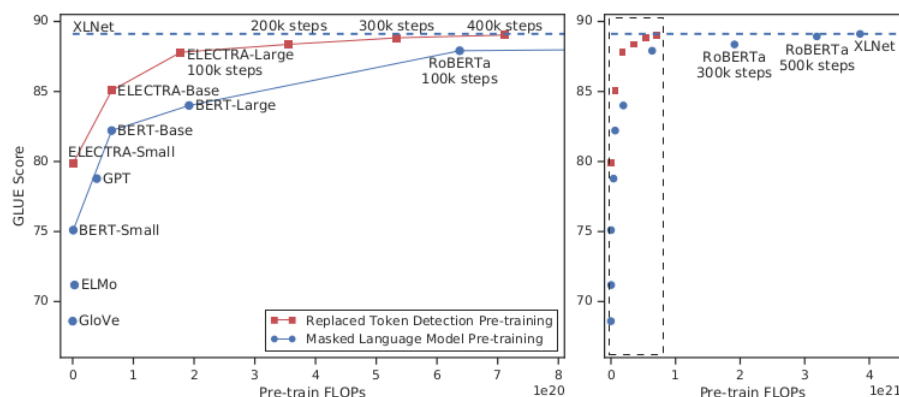 90
85
80
75
70
GLUE Score
XLNet
200k steps
300k steps
400k steps
ELECTRA-Large
100k steps
RoBERTa
100k steps
ELECTRA-Base
BERT-Large
BERT-Base
ELECTRA-Small
GPT
BERT-Small
ELMo
GloVe
Replaced Token Detection Pre-training
Masked Language Model Pre-training
0 1 2 3 4 5 6 7 8
1e20
Pre-train FLOPs
90
85
80
75
70
RoBERTa
300k steps
RoBERTa
500k steps
XLNet
0 1 2 3 4
1e21
Pre-train FLOPs